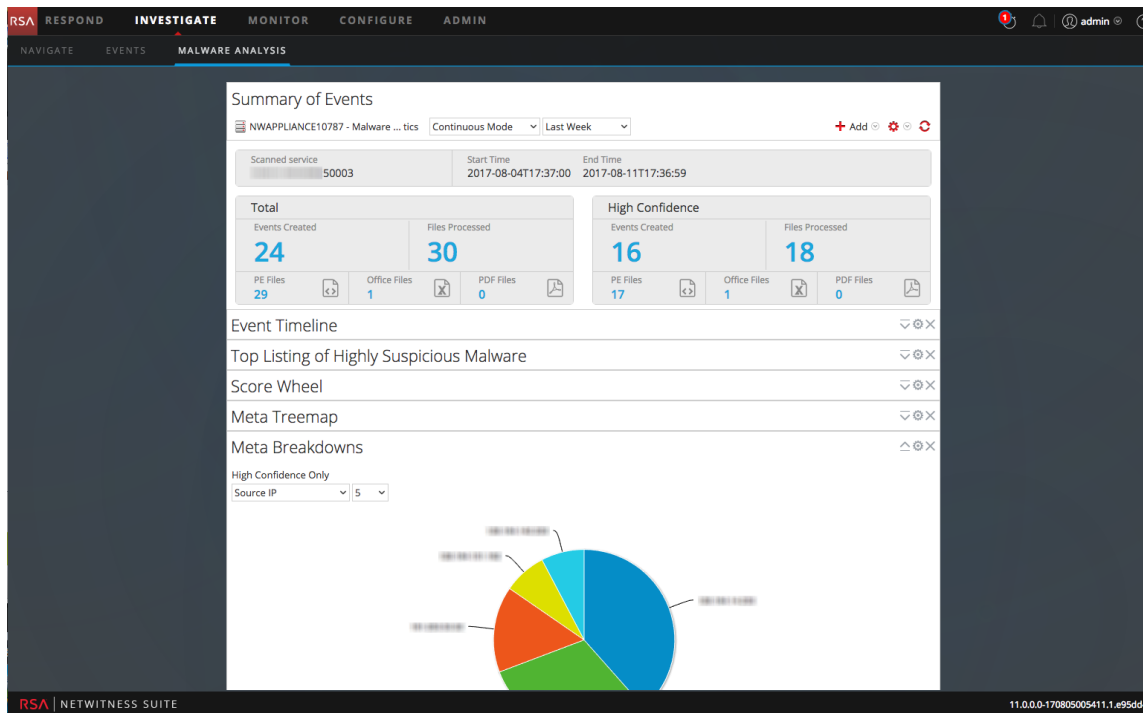 RSA RESPOND INVESTIGATE MONITOR CONFIGURE ADMIN 1 admin
NAVIGATE EVENTS MALWARE ANALYSIS
Summary of Events
NWAPPLIANCE10787 - Malware ... tics Continuous Mode Last Week + Add
Scanned service Start Time End Time
50003 2017-08-04T17:37:00 2017-08-11T17:36:59
Total High Confidence
Events Created Files Processed Events Created Files Processed
24 30 16 18
PE Files Office Files PDF Files PE Files Office Files PDF Files
29 1 0 17 1 0
Event Timeline
Top Listing of Highly Suspicious Malware
Score Wheel
Meta Treemap
Meta Breakdowns
High Confidence Only
Source IP 5
RSA NETWITNESS SUITE 11.0.0.0-170805005411.1.e95dd